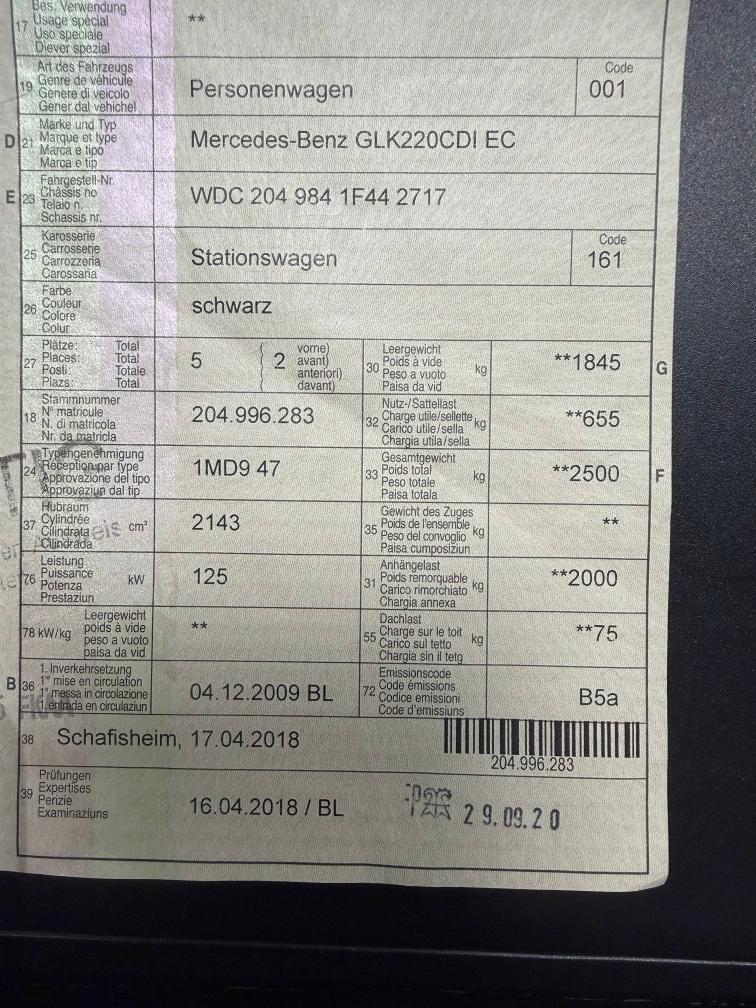 Bes. Verwendung
17 Usage spécial **
Uso speciale
Diever spezial
Art des Fahrzeugs Code
19 Genre de véhicule Personenwagen 001
Genere di veicolo
Gener dal vehichel
Marke und Typ
D 21 Marque et type Mercedes-Benz GLK220CDI EC
Marca e tipo
Marca e tip
Fahrgestell-Nr.
E 23 Châssis no WDC 204 984 1F44 2717
Telaio n.
Schassis nr.
Karosserie Code
25 Carrosserie Stationswagen 161
Carrozzeria
Carossaria
Farbe
26 Couleur schwarz
Colore
Colur
Plätze: Total vorne) Leergewicht
27 Places: Total 5 ( 2 avant) 30 Poids à vide kg **1845 G
Posti: Totale anteriori) Peso a vuoto
Plazs: Total davant) Paisa da vid
Stammnummer Nutz-/Sattellast
18 N° matricule 204.996.283 32 Charge utile/sellette kg **655
N. di matricola Carico utile/sella
Nr. da matricla Chargia utila/sella
Typengenehmigung Gesamtgewicht
24 Réception par type 1MD9 47 33 Poids total kg **2500 F
Approvazione del tipo Peso totale
Approvaziun dal tip Paisa totala
Hubraum Gewicht des Zuges
37 Cylindrée cm³ 2143 35 Poids de l'ensemble kg **
Cilindrata Peso del convoglio
Cilindrada Paisa cumposiziun
Leistung Anhängelast
76 Puissance kW 125 31 Poids remorquable kg **2000
Potenza Carico rimorchiato
Prestaziun Chargia annexa
Leergewicht Dachlast
78 kW/kg poids à vide ** 55 Charge sur le toit kg **75
peso a vuoto Carico sul tetto
paisa da vid Chargia sin il tetg
1. Inverkehrsetzung Emissionscode
B 36 1re mise en circulation 04.12.2009 BL 72 Code émissions B5a
1a messa in circolazione Codice emissioni
1. entrada en circulaziun Code d'emissiuns
38 Schafisheim, 17.04.2018
204.996.283
Prüfungen
39 Expertises 16.04.2018 / BL 29.09.20
Perizie
Examinaziuns